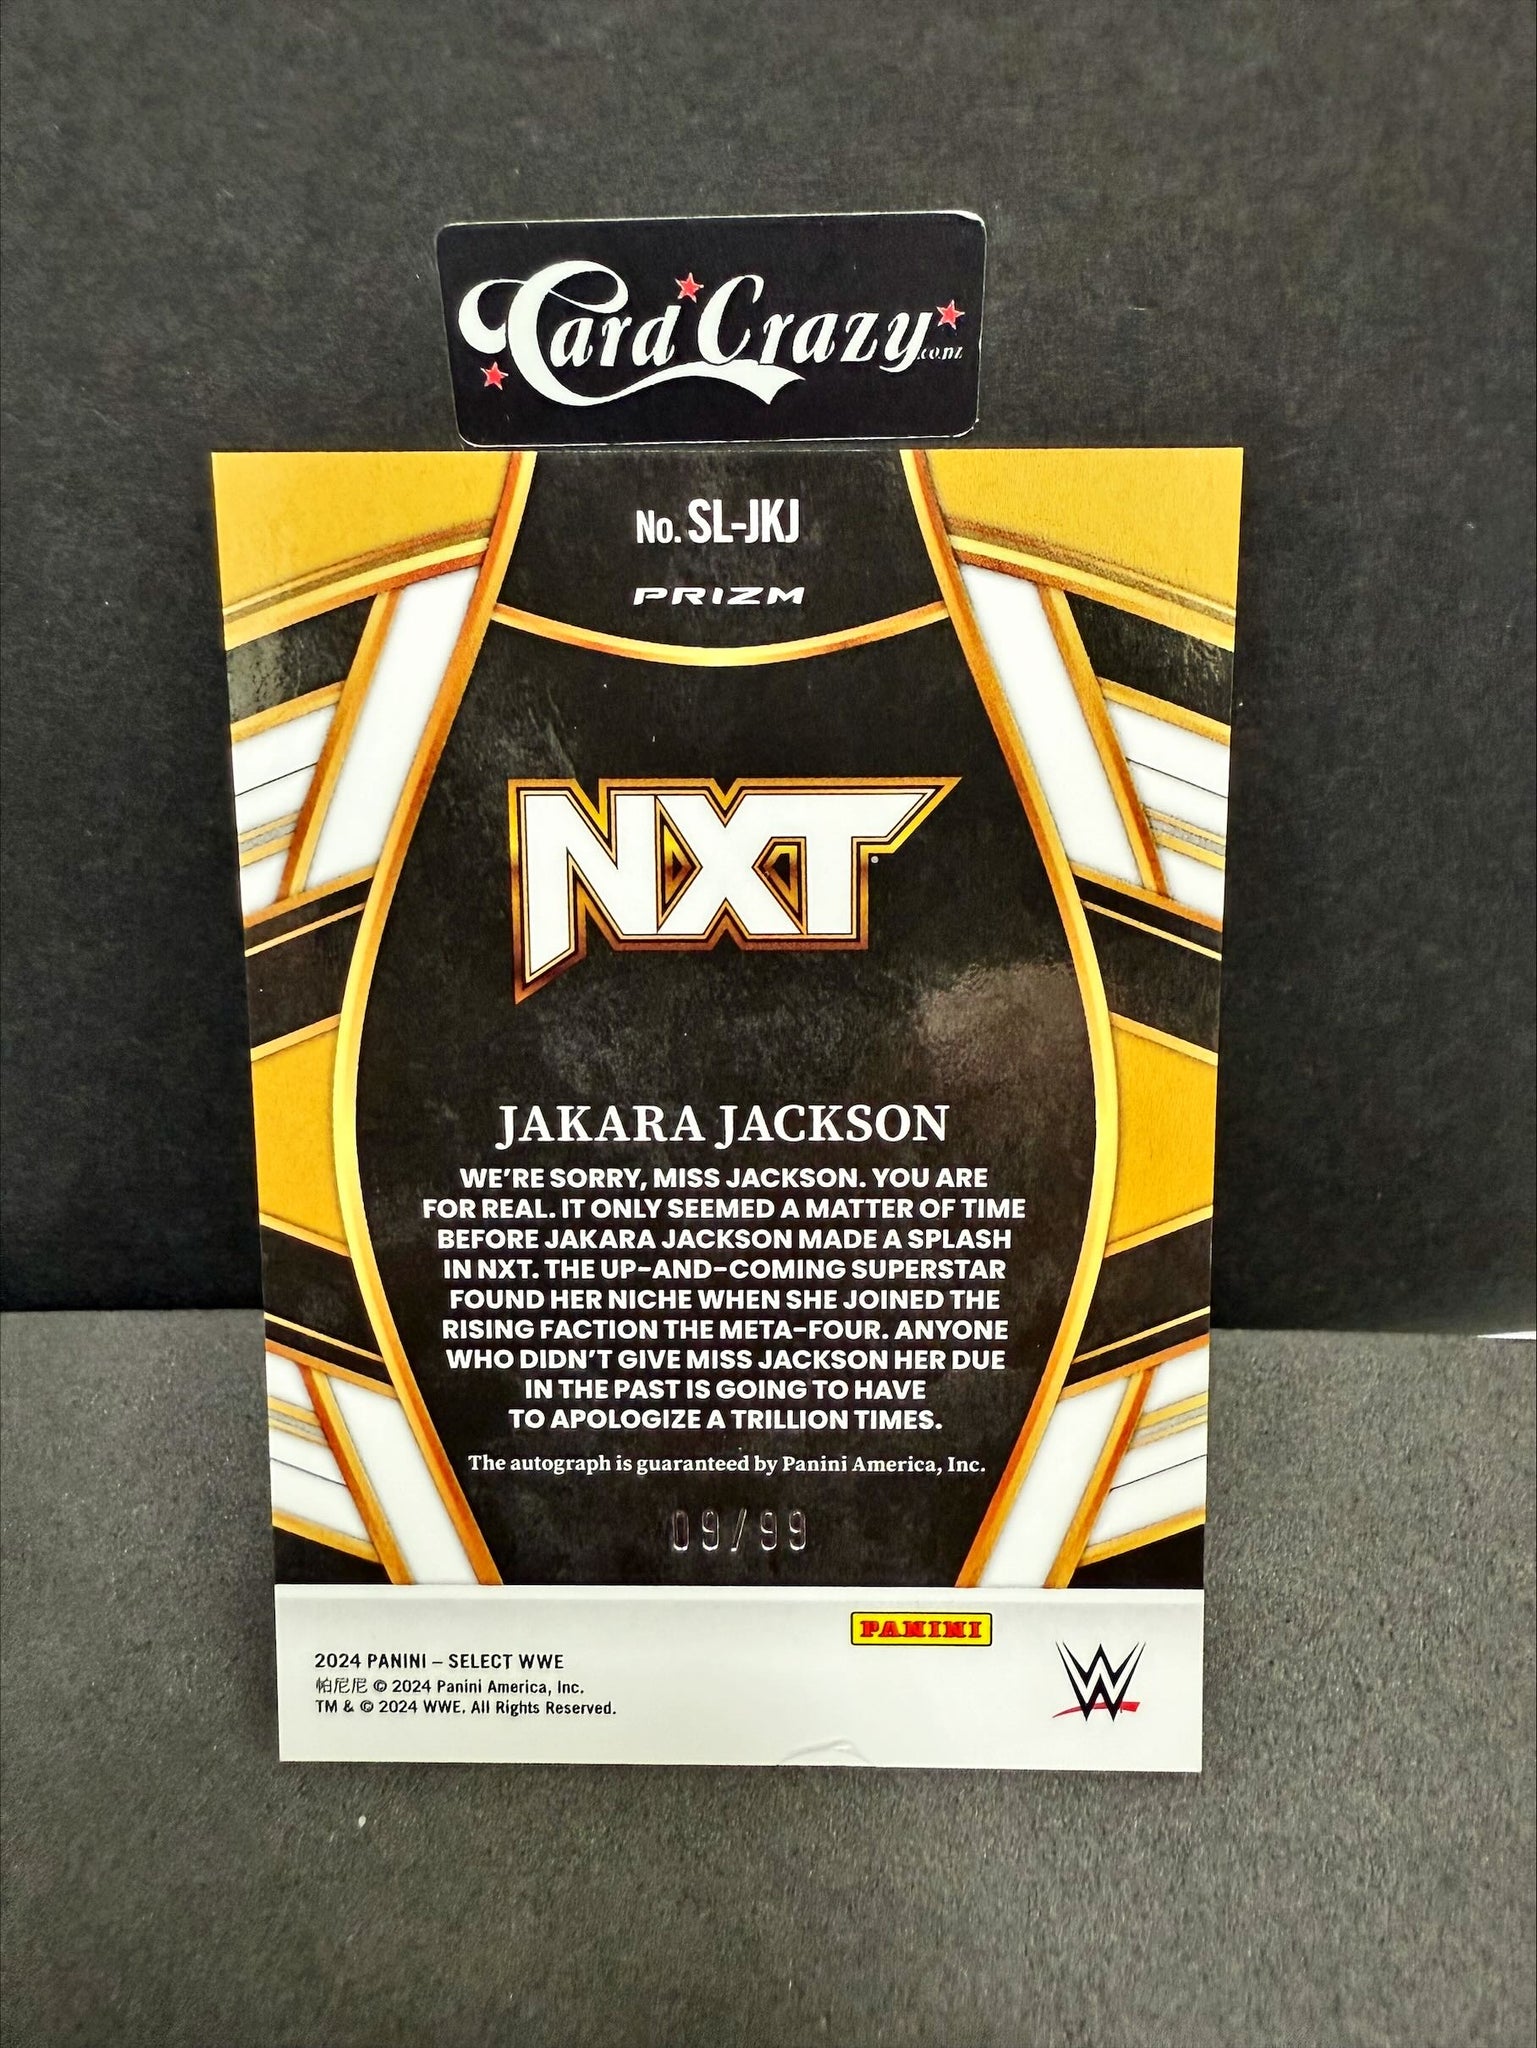 Card Crazy.co.nz
No. SL-JKJ
PRIZM
NXT
JAKARA JACKSON
WE'RE SORRY, MISS JACKSON. YOU ARE
FOR REAL. IT ONLY SEEMED A MATTER OF TIME
BEFORE JAKARA JACKSON MADE A SPLASH
IN NXT. THE UP-AND-COMING SUPERSTAR
FOUND HER NICHE WHEN SHE JOINED THE
RISING FACTION THE META-FOUR. ANYONE
WHO DIDN'T GIVE MISS JACKSON HER DUE
IN THE PAST IS GOING TO HAVE
TO APOLOGIZE A TRILLION TIMES.
The autograph is guaranteed by Panini America, Inc.
09/99
PANINI
2024 PANINI – SELECT WWE
帕尼尼 © 2024 Panini America, Inc.
TM & © 2024 WWE. All Rights Reserved.
W